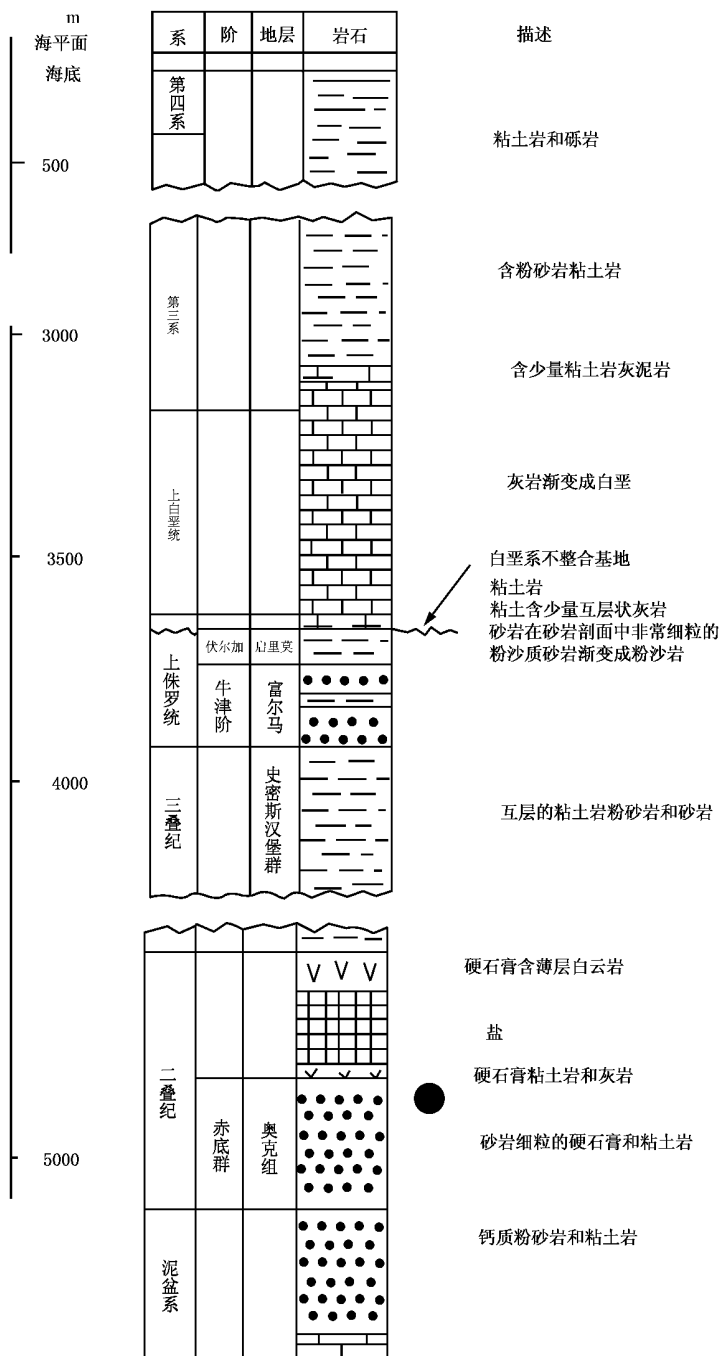 m
海平面
海底
500
3000
3500
4000
5000
系 阶 地层 岩石 描述
第四系
粘土岩和砾岩
第三系
含粉砂岩粘土岩
含少量粘土岩灰泥岩
上白垩统
灰岩渐变成白垩
白垩系不整合基地
粘土岩
粘土含少量互层状灰岩
砂岩在砂岩剖面中非常细粒的
粉沙质砂岩渐变成粉沙岩
上侏罗统
伏尔加 启里莫
牛津阶
富尔马
三叠纪
史密斯汉堡群
互层的粘土岩粉砂岩和砂岩
二叠纪
硬石膏含薄层白云岩
盐
硬石膏粘土岩和灰岩
赤底群
奥克组
砂岩细粒的硬石膏和粘土岩
泥盆系
钙质粉砂岩和粘土岩